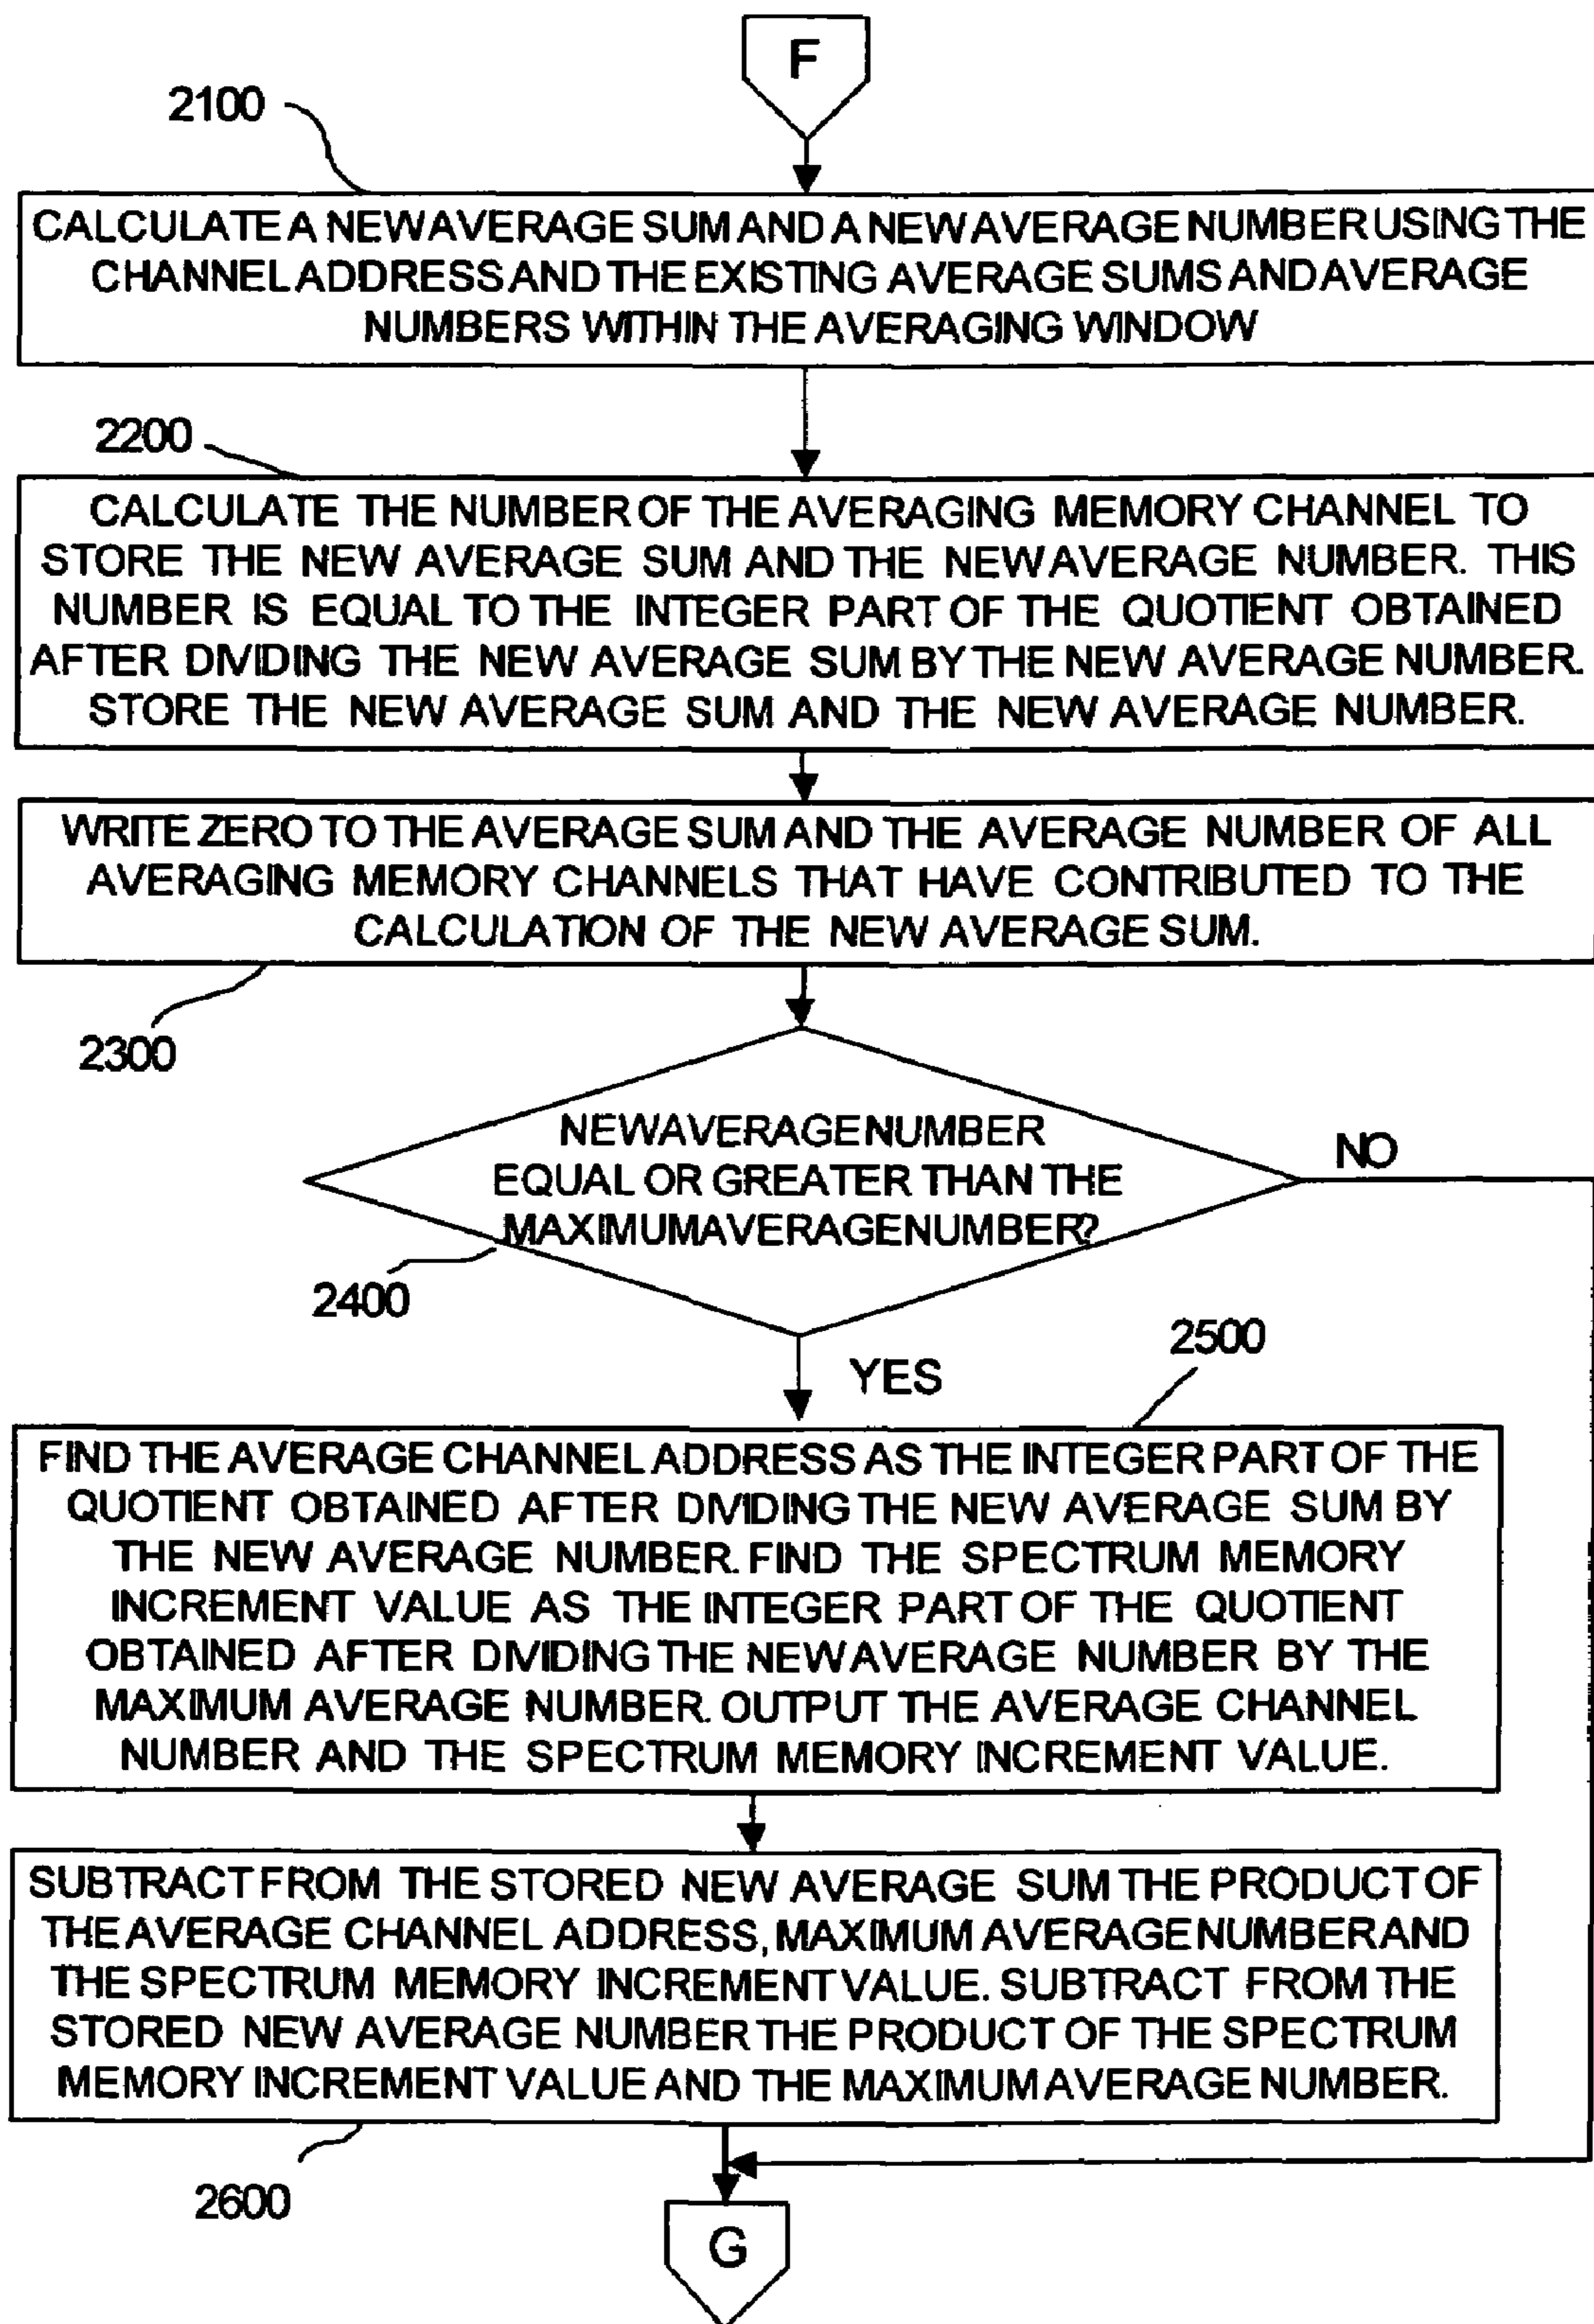 F
2100
CALCULATE A NEW AVERAGE SUM AND A NEW AVERAGE NUMBER USING THE
CHANNEL ADDRESS AND THE EXISTING AVERAGE SUMS AND AVERAGE
NUMBERS WITHIN THE AVERAGING WINDOW
2200
CALCULATE THE NUMBER OF THE AVERAGING MEMORY CHANNEL TO
STORE THE NEW AVERAGE SUM AND THE NEW AVERAGE NUMBER. THIS
NUMBER IS EQUAL TO THE INTEGER PART OF THE QUOTIENT OBTAINED
AFTER DIVIDING THE NEW AVERAGE SUM BY THE NEW AVERAGE NUMBER.
STORE THE NEW AVERAGE SUM AND THE NEW AVERAGE NUMBER.
WRITE ZERO TO THE AVERAGE SUM AND THE AVERAGE NUMBER OF ALL
AVERAGING MEMORY CHANNELS THAT HAVE CONTRIBUTED TO THE
CALCULATION OF THE NEW AVERAGE SUM.
2300
NEW AVERAGE NUMBER
EQUAL OR GREATER THAN THE
MAXIMUM AVERAGE NUMBER?
NO
2400
YES
2500
FIND THE AVERAGE CHANNEL ADDRESS AS THE INTEGER PART OF THE
QUOTIENT OBTAINED AFTER DIVIDING THE NEW AVERAGE SUM BY
THE NEW AVERAGE NUMBER. FIND THE SPECTRUM MEMORY
INCREMENT VALUE AS THE INTEGER PART OF THE QUOTIENT
OBTAINED AFTER DIVIDING THE NEW AVERAGE NUMBER BY THE
MAXIMUM AVERAGE NUMBER. OUTPUT THE AVERAGE CHANNEL
NUMBER AND THE SPECTRUM MEMORY INCREMENT VALUE.
SUBTRACT FROM THE STORED NEW AVERAGE SUM THE PRODUCT OF
THE AVERAGE CHANNEL ADDRESS, MAXIMUM AVERAGE NUMBER AND
THE SPECTRUM MEMORY INCREMENT VALUE. SUBTRACT FROM THE
STORED NEW AVERAGE NUMBER THE PRODUCT OF THE SPECTRUM
MEMORY INCREMENT VALUE AND THE MAXIMUM AVERAGE NUMBER.
2600
G